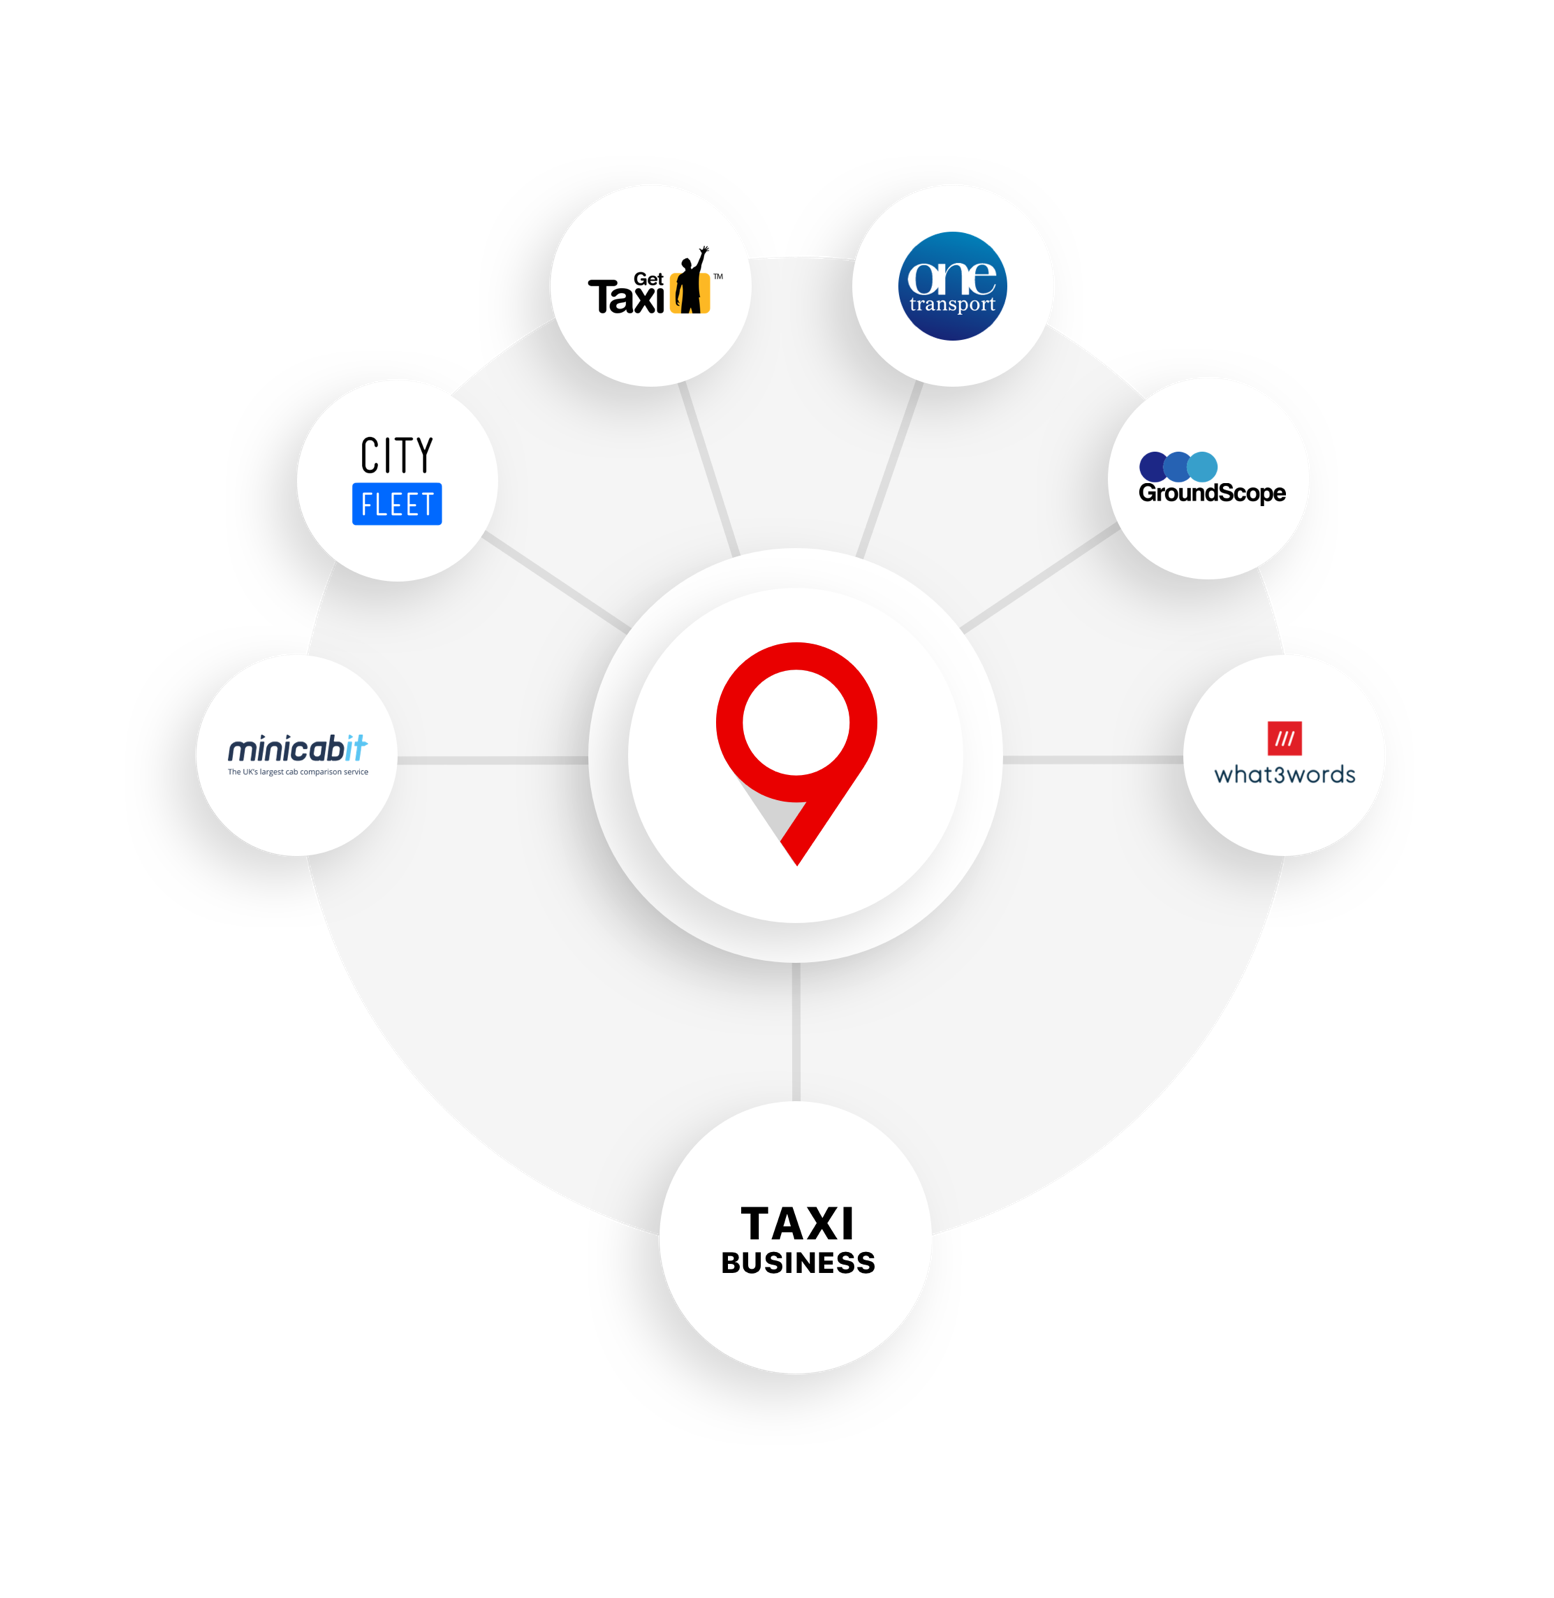 Get
Taxi
TM
one
transport
CITY
FLEET
GroundScope
minicabit
The UK's largest cab comparison service
what3words
TAXI
BUSINESS